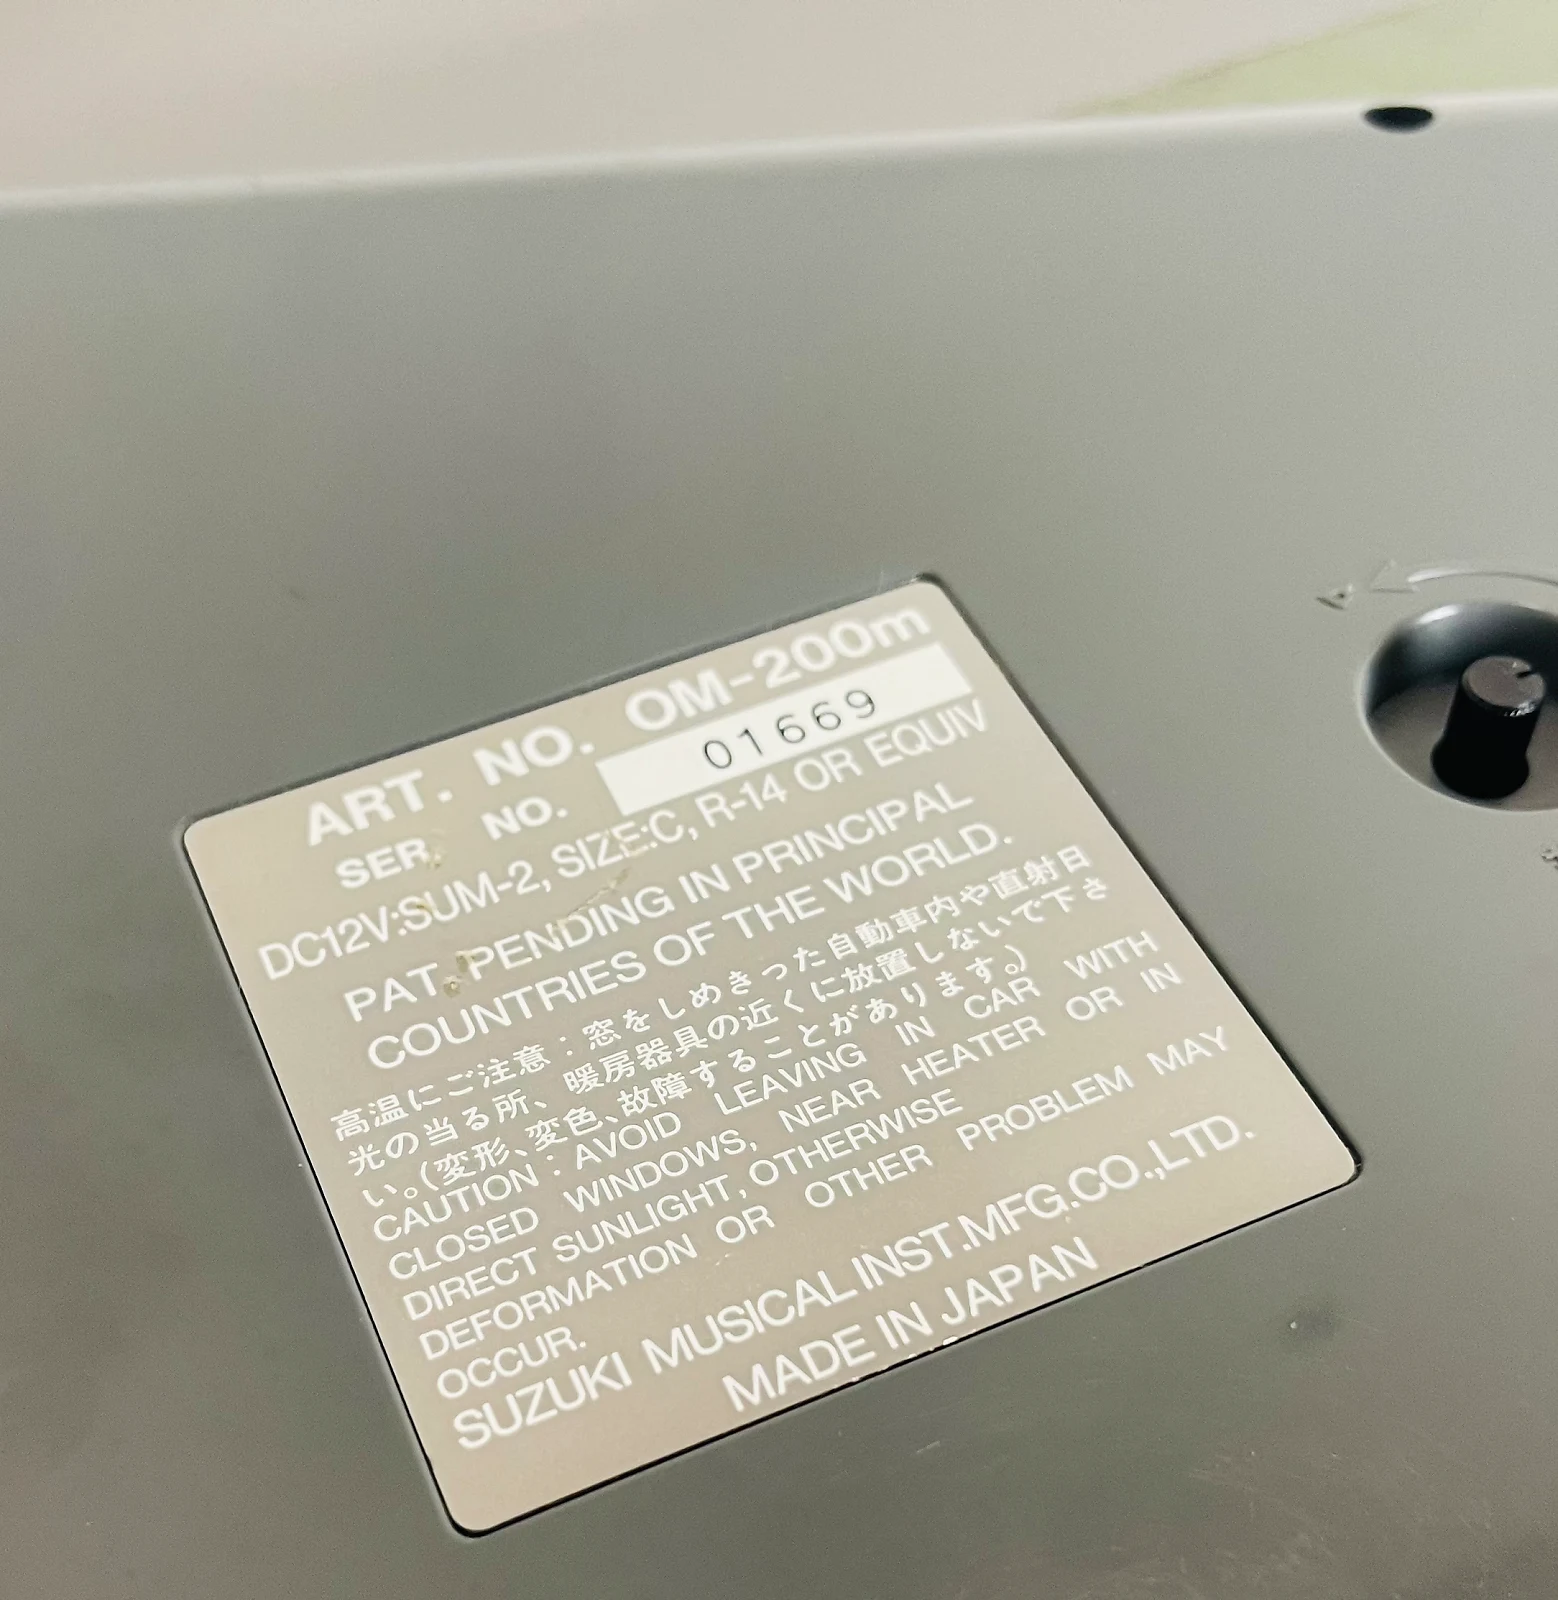 ART. NO. OM-200m
SER. NO. 01669
DC12V:SUM-2, SIZE:C, R-14 OR EQUIV
PAT. PENDING IN PRINCIPAL
COUNTRIES OF THE WORLD.
高温にご注意：窓をしめきった自動車内や直射日
光の当る所、暖房器具の近くに放置しないで下さ
い。(変形、変色、故障することがあります。)
CAUTION : AVOID LEAVING IN CAR WITH
CLOSED WINDOWS, NEAR HEATER OR IN
DIRECT SUNLIGHT, OTHERWISE
DEFORMATION OR OTHER PROBLEM MAY
OCCUR.
SUZUKI MUSICAL INST.MFG.CO.,LTD.
MADE IN JAPAN